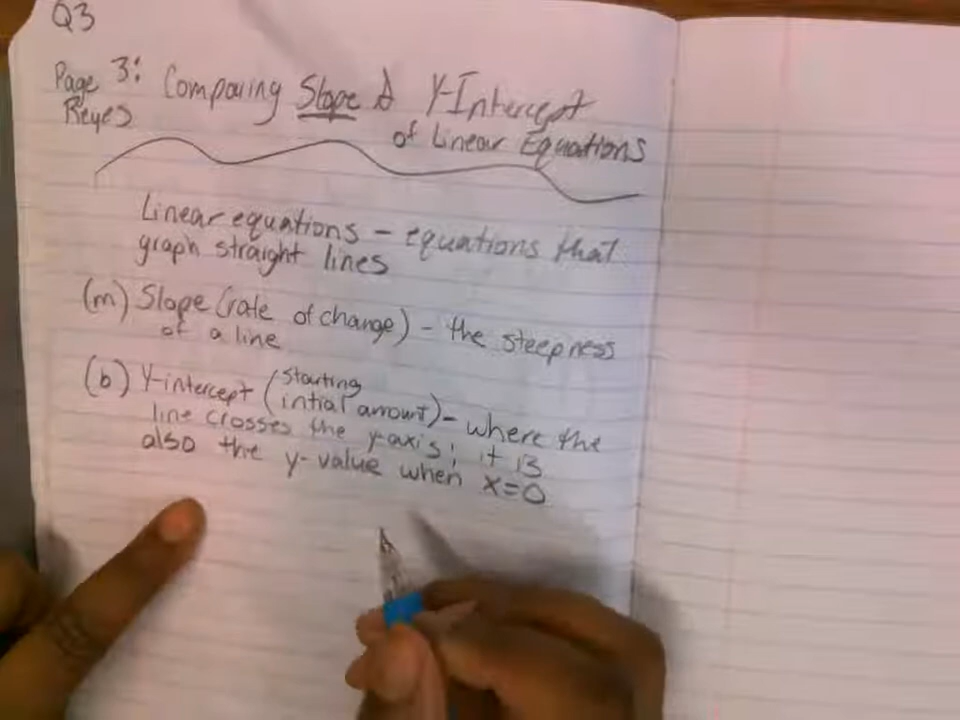 Q3
Page 3: Comparing Slope & Y-Intercept
Reyes of Linear Equations
Linear equations - equations that
graph straight lines
(m) Slope (rate of change) - the steepness
of a line
(b) Y-intercept (starting
intial amount) - where the
line crosses the y-axis; it is
also the y-value when x=0